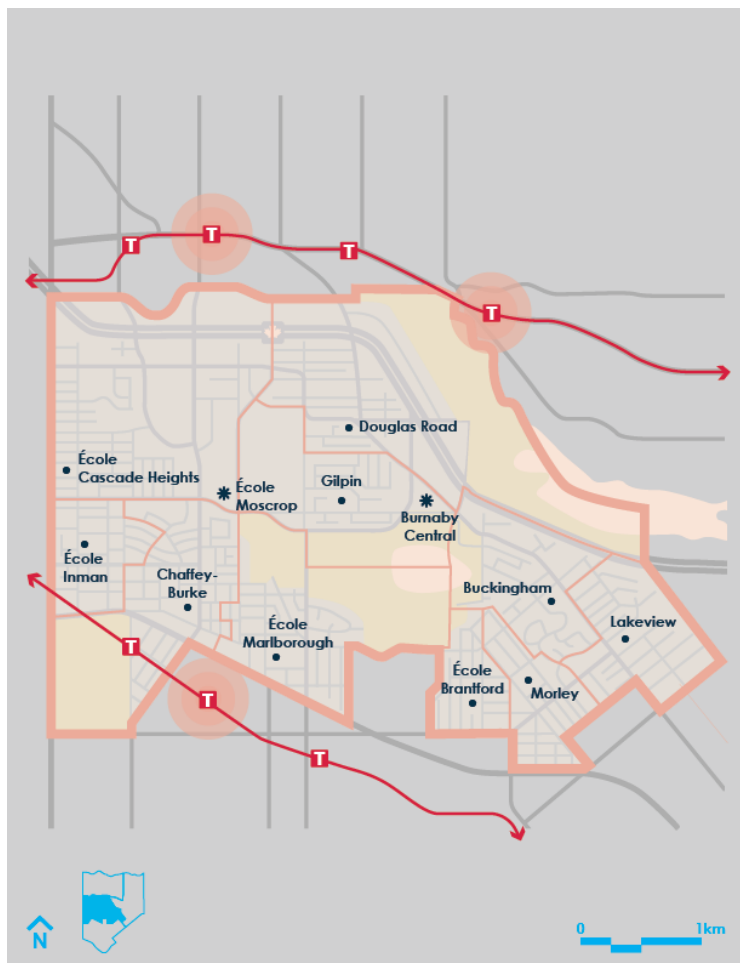 T
T
T
T
Douglas Road
École
Cascade Heights
École
Moscrop
Gilpin
Burnaby
Central
École
Inman
Chaffey-
Burke
Buckingham
École
Marlborough
Lakeview
École
Brantford
Morley
T
T
T
N
0
1km